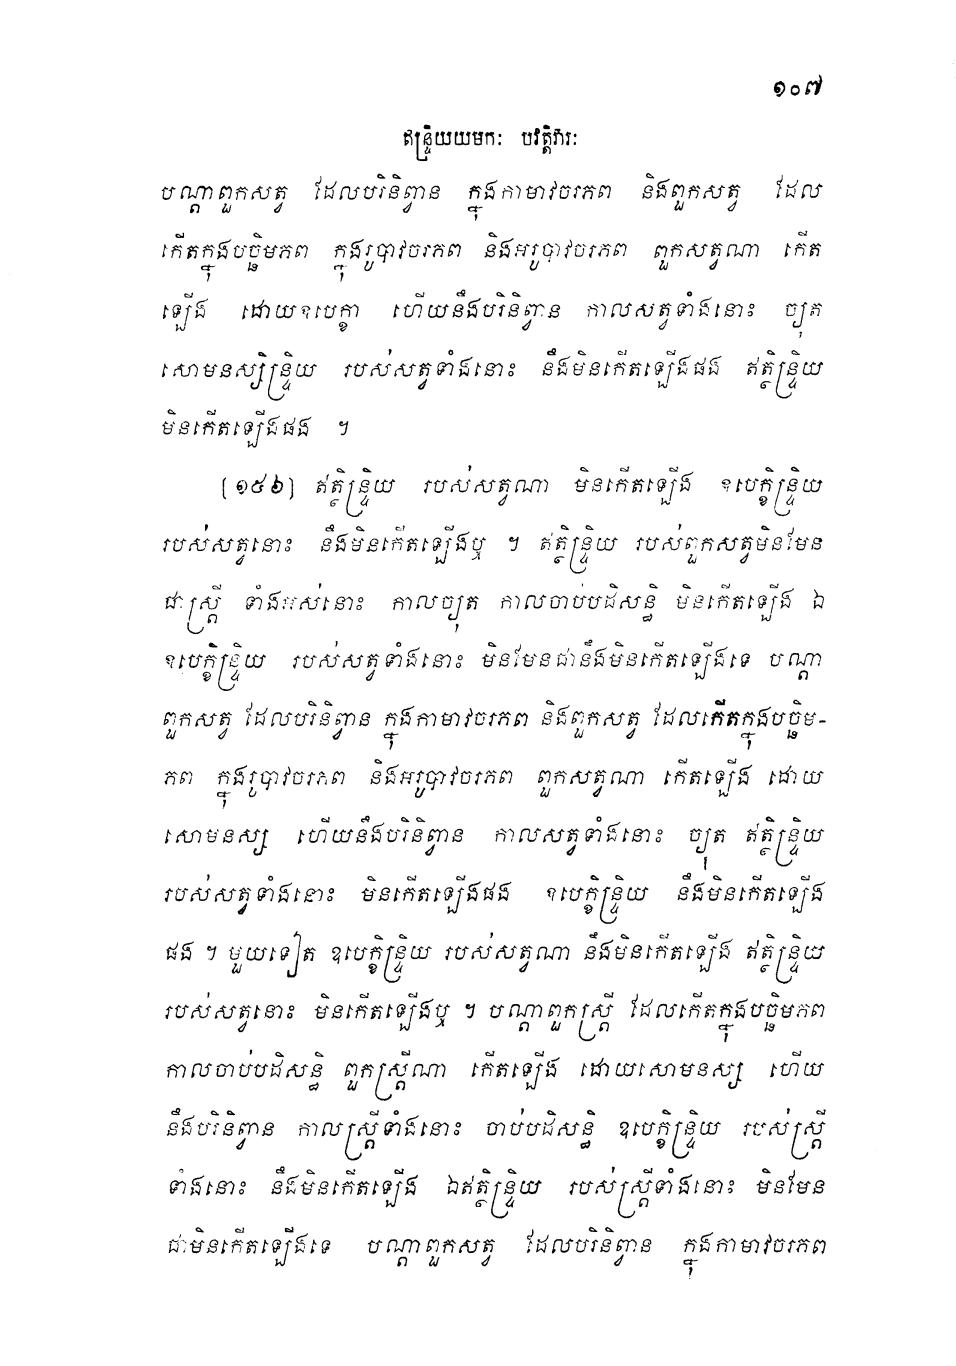 ១០៧
ឥន្ទ្រិយយមកៈ បវត្តិវារៈ
បណ្តាពួកសត្វ ដែលបរិនិព្វាន ក្នុងកាមាវចរភព និងពួកសត្វ ដែល
កើតក្នុងបច្ឆិមភព ក្នុងរូបាវចរភព និងអរូបាវចរភព ពួកសត្វណា កើត
ឡើង ដោយឧបេក្ខា ហើយនឹងបរិនិព្វាន កាលសត្វទាំងនោះ ច្យុត
សោមនស្សិន្ទ្រិយ របស់សត្វទាំងនោះ នឹងមិនកើតឡើងផង ឥត្ថិន្ទ្រិយ
មិនកើតឡើងផង ។
[១៥៦] ឥត្ថិន្ទ្រិយ របស់សត្វណា មិនកើតឡើង ឧបេក្ខិន្ទ្រិយ
របស់សត្វនោះ នឹងមិនកើតឡើងឬ ។ ឥត្ថិន្ទ្រិយ របស់ពួកសត្វមិនមែន
ជាស្រ្តី ទាំងអស់នោះ កាលច្យុត កាលចាប់បដិសន្ធិ មិនកើតឡើង ឯ
ឧបេក្ខិន្ទ្រិយ របស់សត្វទាំងនោះ មិនមែនជានឹងមិនកើតឡើងទេ បណ្តា
ពួកសត្វ ដែលបរិនិព្វាន ក្នុងកាមាវចរភព និងពួកសត្វ ដែលកើតក្នុងបច្ឆិម-
ភព ក្នុងរូបាវចរភព និងអរូបាវចរភព ពួកសត្វណា កើតឡើង ដោយ
សោមនស្ស ហើយនឹងបរិនិព្វាន កាលសត្វទាំងនោះ ច្យុត ឥត្ថិន្ទ្រិយ
របស់សត្វទាំងនោះ មិនកើតឡើងផង ឧបេក្ខិន្ទ្រិយ នឹងមិនកើតឡើង
ផង ។ មួយទៀត ឧបេក្ខិន្ទ្រិយ របស់សត្វណា នឹងមិនកើតឡើង ឥត្ថិន្ទ្រិយ
របស់សត្វនោះ មិនកើតឡើងឬ ។ បណ្តាពួកស្រ្តី ដែលកើតក្នុងបច្ឆិមភព
កាលចាប់បដិសន្ធិ ពួកស្រ្តីណា កើតឡើង ដោយសោមនស្ស ហើយ
នឹងបរិនិព្វាន កាលស្រ្តីទាំងនោះ ចាប់បដិសន្ធិ ឧបេក្ខិន្ទ្រិយ របស់ស្រ្តី
ទាំងនោះ នឹងមិនកើតឡើង ឯឥត្ថិន្ទ្រិយ របស់ស្រ្តីទាំងនោះ មិនមែន
ជាមិនកើតឡើងទេ បណ្តាពួកសត្វ ដែលបរិនិព្វាន ក្នុងកាមាវចរភព